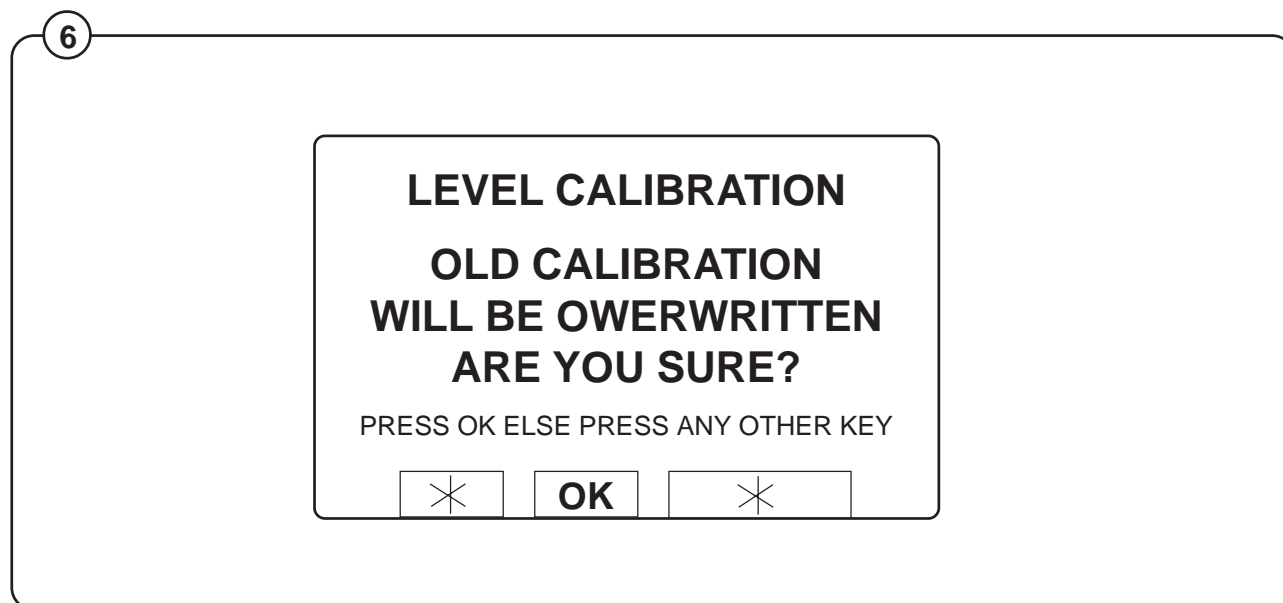 6
LEVEL CALIBRATION
OLD CALIBRATION
WILL BE OWERWRITTEN
ARE YOU SURE?
PRESS OK ELSE PRESS ANY OTHER KEY
* OK *